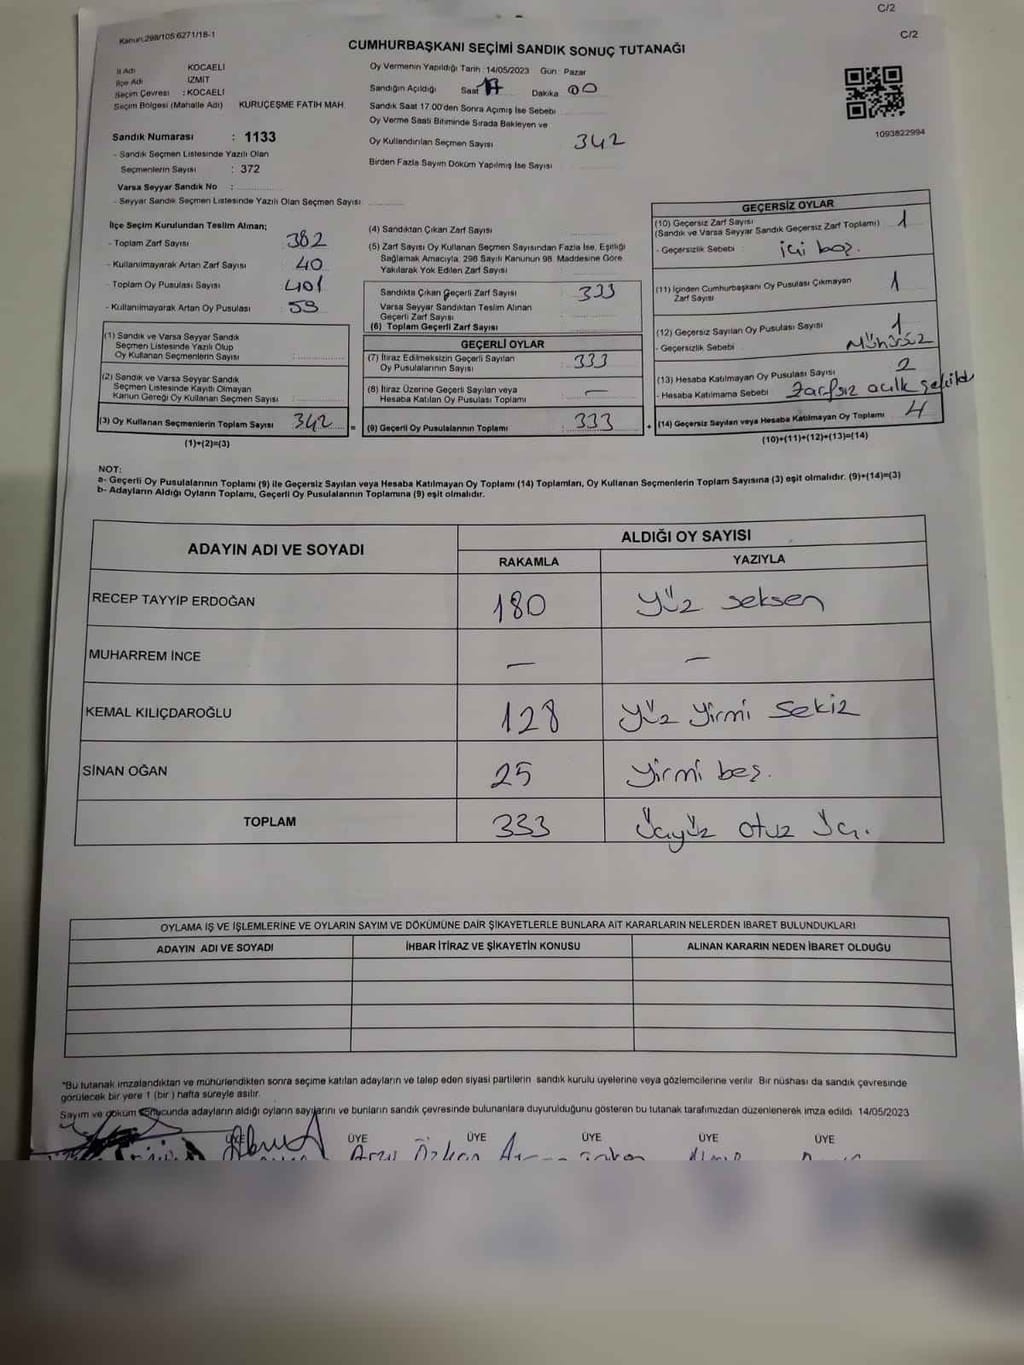 C/2
C/2
Kanun:298/105:6271/18-1
CUMHURBAŞKANI SEÇİMİ SANDIK SONUÇ TUTANAĞI
İl Adı KOCAELİ
İlçe Adı İZMİT
Seçim Çevresi : KOCAELİ
Seçim Bölgesi (Mahalle Adı) KURUÇEŞME FATİH MAH.
Sandık Numarası : 1133
- Sandık Seçmen Listesinde Yazılı Olan
Seçmenlerin Sayısı : 372
Varsa Seyyar Sandık No :
- Seyyar Sandık Seçmen Listesinde Yazılı Olan Seçmen Sayısı
Oy Vermenin Yapıldığı Tarih :14/05/2023 Gün: Pazar
Sandığın Açıldığı Saat 17 Dakika 00
Sandık Saat 17.00'den Sonra Açımış İse Sebebi
Oy Verme Saati Bitiminde Sırada Bekleyen ve
Oy Kullandırılan Seçmen Sayısı 342
Birden Fazla Sayım Döküm Yapılmış İse Sayısı
1093822994
İlçe Seçim Kurulundan Teslim Alınan;
- Toplam Zarf Sayısı 382
- Kullanılmayarak Artan Zarf Sayısı 40
- Toplam Oy Pusulası Sayısı 401
- Kullanılmayarak Artan Oy Pusulası 59
(1) Sandık ve Varsa Seyyar Sandık
Seçmen Listesinde Yazılı Olup
Oy Kullanan Seçmenlerin Sayısı :
(2) Sandık ve Varsa Seyyar Sandık
Seçmen Listesinde Kayıtlı Olmayan
Kanun Gereği Oy Kullanan Seçmen Sayısı :
(3) Oy Kullanan Seçmenlerin Toplam Sayısı 342 =
(1)+(2)=(3)
(4) Sandıktan Çıkan Zarf Sayısı
(5) Zarf Sayısı Oy Kullanan Seçmen Sayısından Fazla İse, Eşitliği
Sağlamak Amacıyla, 298 Sayılı Kanunun 98. Maddesine Göre
Yakılarak Yok Edilen Zarf Sayısı
Sandıkta Çıkan Geçerli Zarf Sayısı 333
Varsa Seyyar Sandıktan Teslim Alınan
Geçerli Zarf Sayısı
(6) Toplam Geçerli Zarf Sayısı
GEÇERLİ OYLAR
(7) İtiraz Edilmeksizin Geçerli Sayılan
Oy Pusulalarının Sayısı 333
(8) İtiraz Üzerine Geçerli Sayılan veya
Hesaba Katılan Oy Pusulası Toplamı —
(9) Geçerli Oy Pusulalarının Toplamı 333 +
GEÇERSİZ OYLAR
(10) Geçersiz Zarf Sayısı
(Sandık ve Varsa Seyyar Sandık Geçersiz Zarf Toplamı) 1
- Geçersizlik Sebebi içi boş.
(11) İçinden Cumhurbaşkanı Oy Pusulası Çıkmayan
Zarf Sayısı 1
(12) Geçersiz Sayılan Oy Pusulası Sayısı 1
- Geçersizlik Sebebi Mühürsüz
(13) Hesaba Katılmayan Oy Pusulası Sayısı 2
- Hesaba Katılmama Sebebi Zarfsız açık şekilde
(14) Geçersiz Sayılan veya Hesaba Katılmayan Oy Toplamı 4
(10)+(11)+(12)+(13)=(14)
NOT:
a- Geçerli Oy Pusulalarının Toplamı (9) ile Geçersiz Sayılan veya Hesaba Katılmayan Oy Toplamı (14) Toplamları, Oy Kullanan Seçmenlerin Toplam Sayısına (3) eşit olmalıdır. (9)+(14)=(3)
b- Adayların Aldığı Oyların Toplamı, Geçerli Oy Pusulalarının Toplamına (9) eşit olmalıdır.
ADAYIN ADI VE SOYADI ALDIĞI OY SAYISI
RAKAMLA YAZIYLA
RECEP TAYYİP ERDOĞAN 180 Yüz seksen
MUHARREM İNCE — —
KEMAL KILIÇDAROĞLU 128 Yüz Yirmi Sekiz
SİNAN OĞAN 25 Yirmi beş.
TOPLAM 333 Üçyüz otuz üç.
OYLAMA İŞ VE İŞLEMLERİNE VE OYLARIN SAYIM VE DÖKÜMÜNE DAİR ŞİKAYETLERLE BUNLARA AİT KARARLARIN NELERDEN İBARET BULUNDUKLARI
ADAYIN ADI VE SOYADI İHBAR İTİRAZ VE ŞİKAYETİN KONUSU ALINAN KARARIN NEDEN İBARET OLDUĞU
"Bu tutanak imzalandıktan ve mühürlendikten sonra seçime katılan adayların ve talep eden siyasi partilerin sandık kurulu üyelerine veya gözlemcilerine verilir. Bir nüshası da sandık çevresinde
görülecek bir yere 1 (bir) hafta süreyle asılır.
Sayım ve döküm sonucunda adayların aldığı oyların sayılarını ve bunların sandık çevresinde bulunanlara duyurulduğunu gösteren bu tutanak tarafımızdan düzenlenerek imza edildi. 14/05/2023
ÜYE ÜYE ÜYE ÜYE ÜYE
Arzu Özkan